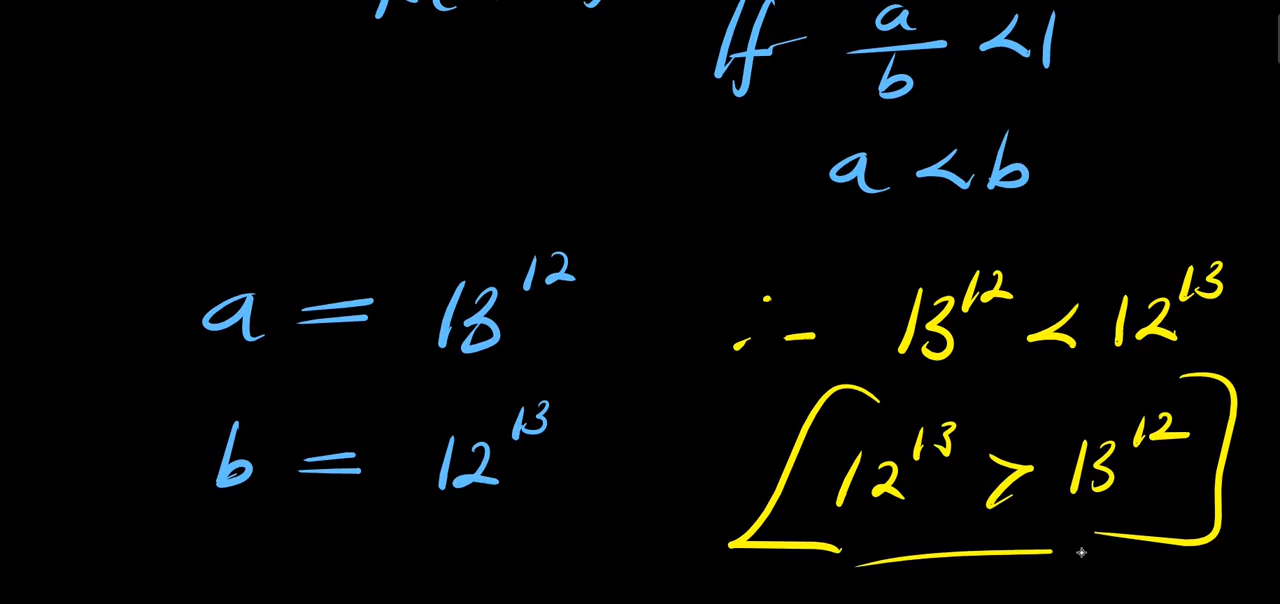 If a/b < 1
a < b
a = 13^12
∴ 13^12 < 12^13
b = 12^13
12^13 > 13^12